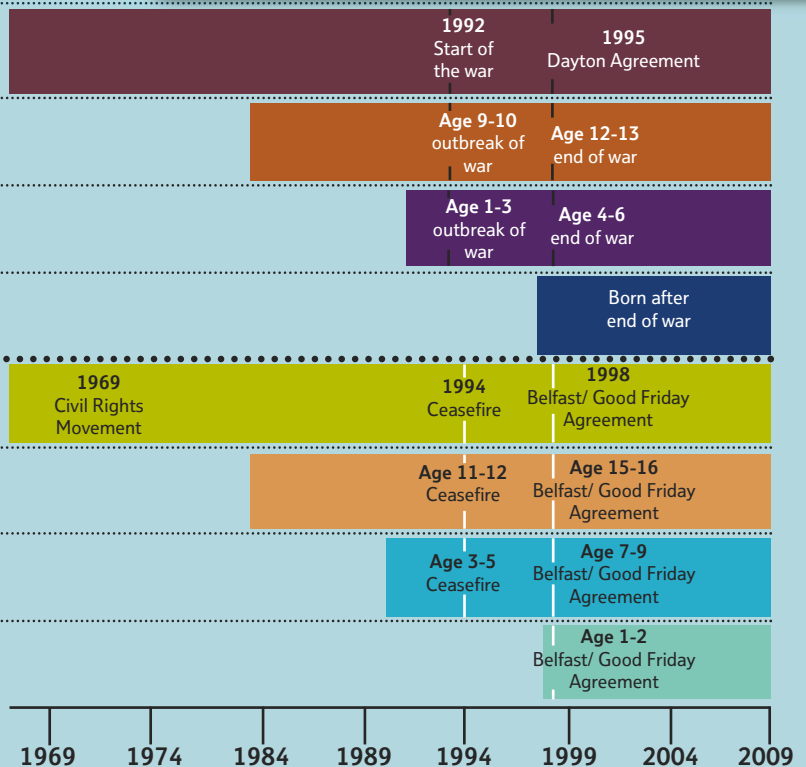 1992
Start of
the war
1995
Dayton Agreement
Age 9-10
outbreak of
war
Age 12-13
end of war
Age 1-3
outbreak of
war
Age 4-6
end of war
Born after
end of war
1969
Civil Rights
Movement
1994
Ceasefire
1998
Belfast/ Good Friday
Agreement
Age 11-12
Ceasefire
Age 15-16
Belfast/ Good Friday
Agreement
Age 3-5
Ceasefire
Age 7-9
Belfast/ Good Friday
Agreement
Age 1-2
Belfast/ Good Friday
Agreement
1969 1974 1984 1989 1994 1999 2004 2009